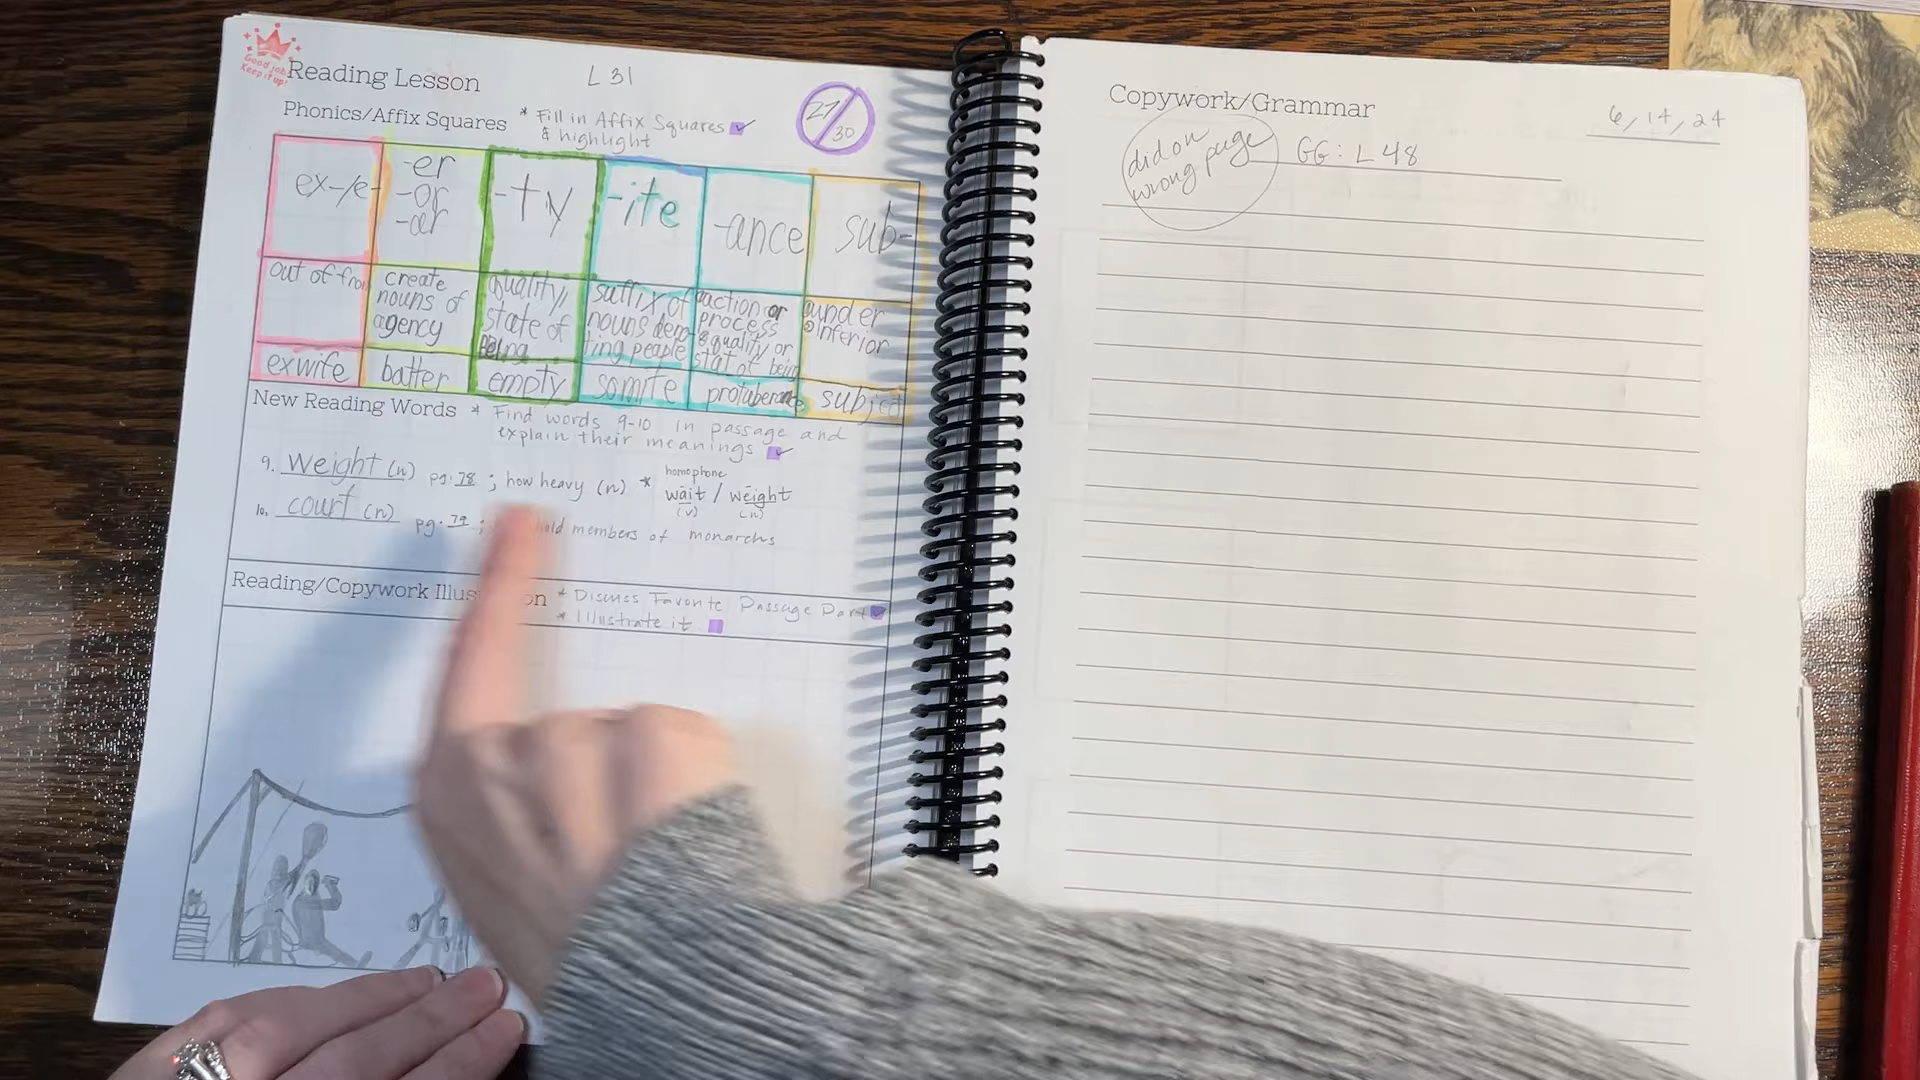 Good job
Keep it up!
Reading Lesson
L 31
Phonics/Affix Squares
* Fill in Affix Squares
& highlight
27/30
ex-/e-
-er
-or
-ar
-ty
-ite
-ance
sub-
out of from
create
nouns of
agency
quality,
state of
being
suffix of
nouns deno-
ting people
action or
process
quality or
stat of being
under
inferior
exwife
batter
empty
somite
protuberance
subject
New Reading Words
* Find words 9-10 in passage and
explain their meanings
9. Weight (n) pg. 78 ; how heavy (n) *
homophone
wait / weight
(v) (n)
10. court (n) pg. 79 ; members of monarchs
Reading/Copywork
* Discuss Favorite Passage Part
* Illustrate it
Copywork/Grammar
6/14/24
did on
wrong page
GG: L 48